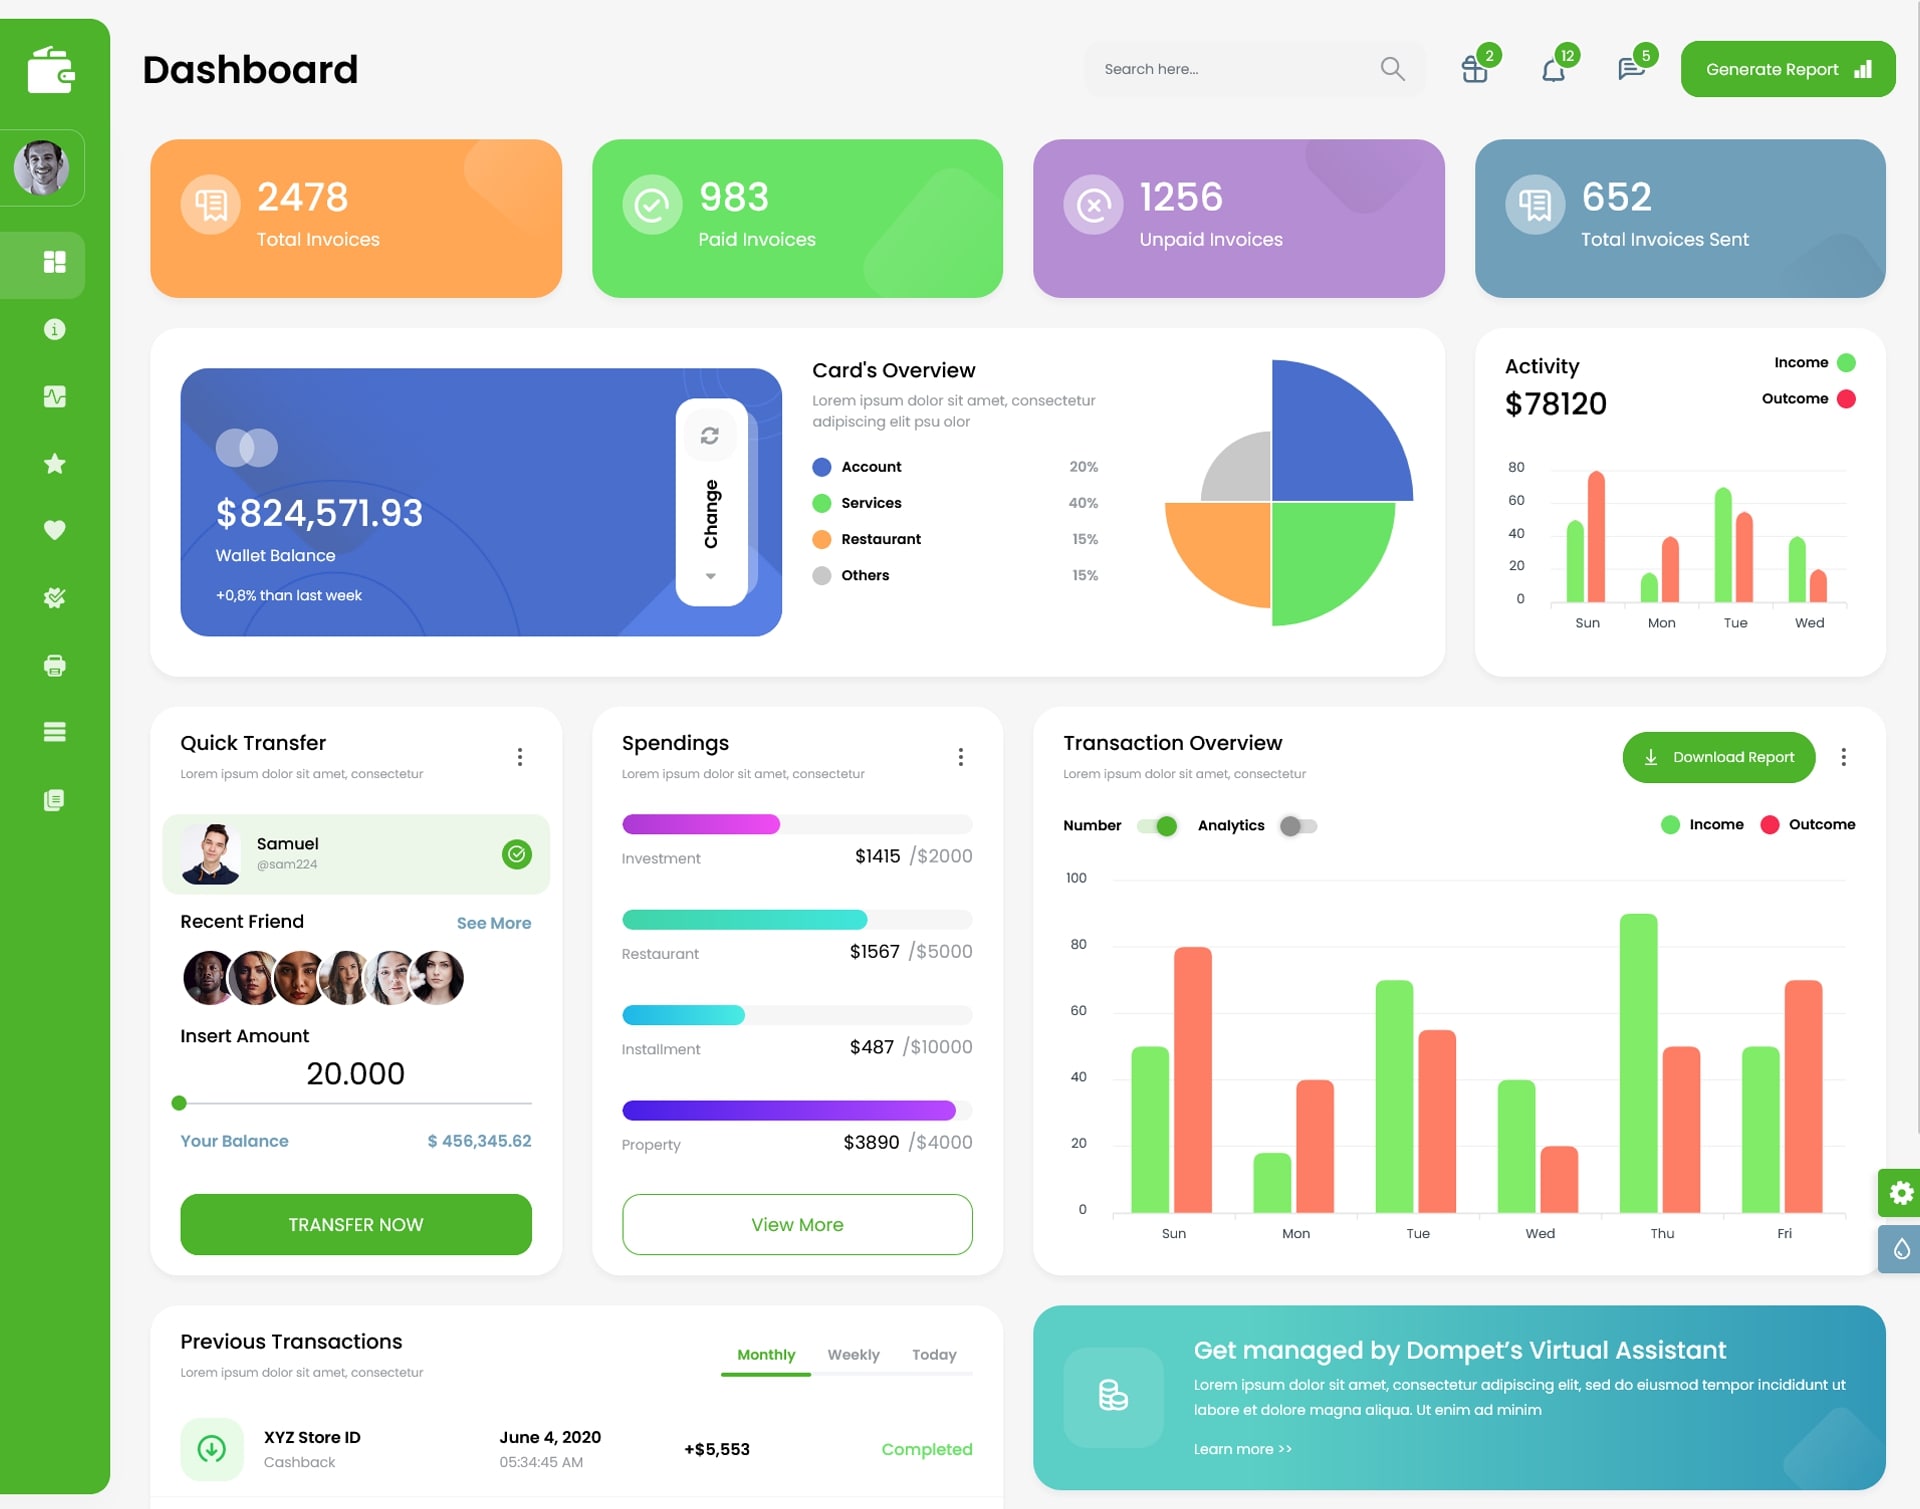 Dashboard
Search here...
2
12
5
Generate Report
2478
Total Invoices
983
Paid Invoices
1256
Unpaid Invoices
652
Total Invoices Sent
$824,571.93
Wallet Balance
+0,8% than last week
Change
Card's Overview
Lorem ipsum dolor sit amet, consectetur
adipiscing elit psu olor
Account 20%
Services 40%
Restaurant 15%
Others 15%
Activity
$78120
Income
Outcome
80
60
40
20
0
Sun Mon Tue Wed
Quick Transfer
Lorem ipsum dolor sit amet, consectetur
Samuel
@sam224
Recent Friend See More
Insert Amount
20.000
Your Balance $ 456,345.62
TRANSFER NOW
Spendings
Lorem ipsum dolor sit amet, consectetur
Investment $1415 /$2000
Restaurant $1567 /$5000
Installment $487 /$10000
Property $3890 /$4000
View More
Transaction Overview
Lorem ipsum dolor sit amet, consectetur
Download Report
Number Analytics Income Outcome
100
80
60
40
20
0
Sun Mon Tue Wed Thu Fri
Previous Transactions
Lorem ipsum dolor sit amet, consectetur
Monthly Weekly Today
XYZ Store ID June 4, 2020 +$5,553 Completed
Cashback 05:34:45 AM
Get managed by Dompet’s Virtual Assistant
Lorem ipsum dolor sit amet, consectetur adipiscing elit, sed do eiusmod tempor incididunt ut
labore et dolore magna aliqua. Ut enim ad minim
Learn more >>